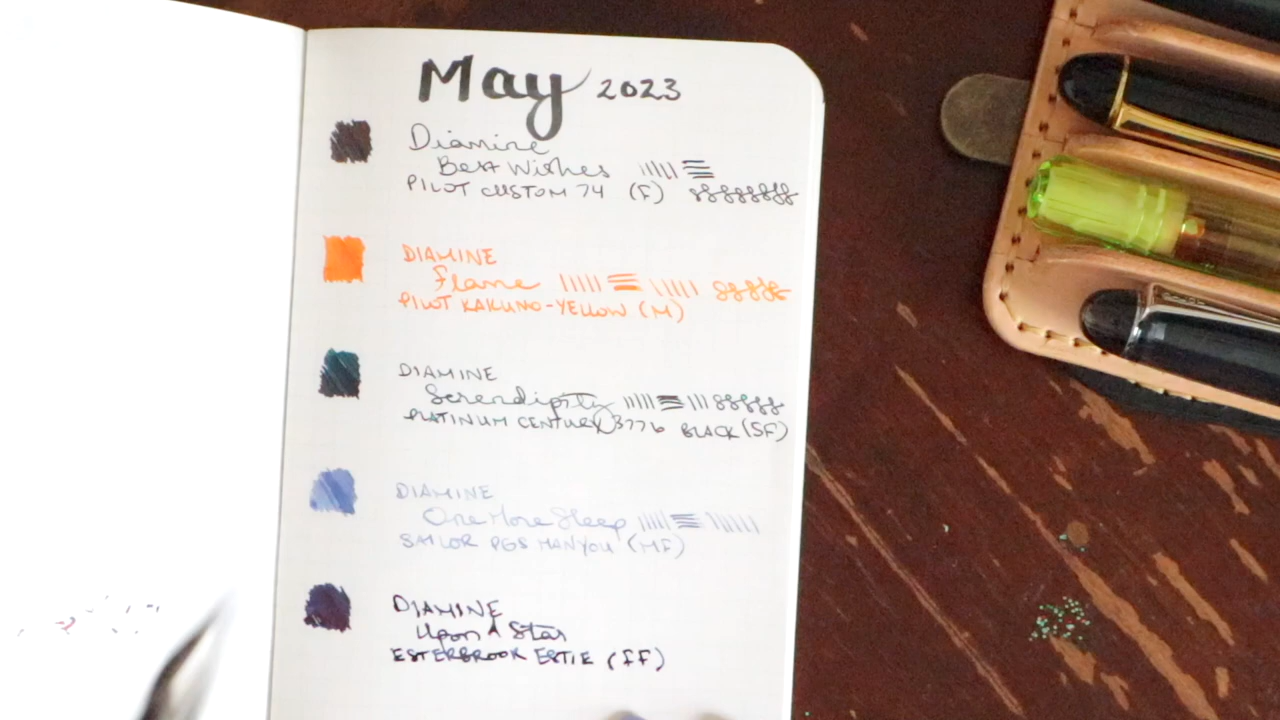 May 2023
Diamine
Best Wishes
PILOT CUSTOM 74 (F)
DIAMINE
Flame
PILOT KAKUNO-YELLOW (M)
DIAMINE
Serendipity
PLATINUM CENTURY 3776 BLACK (SF)
DIAMINE
One More Sleep
SAILOR PGS MANYOU (MF)
DIAMINE
Upon A Star
ESTERBROOK ESTIE (FF)